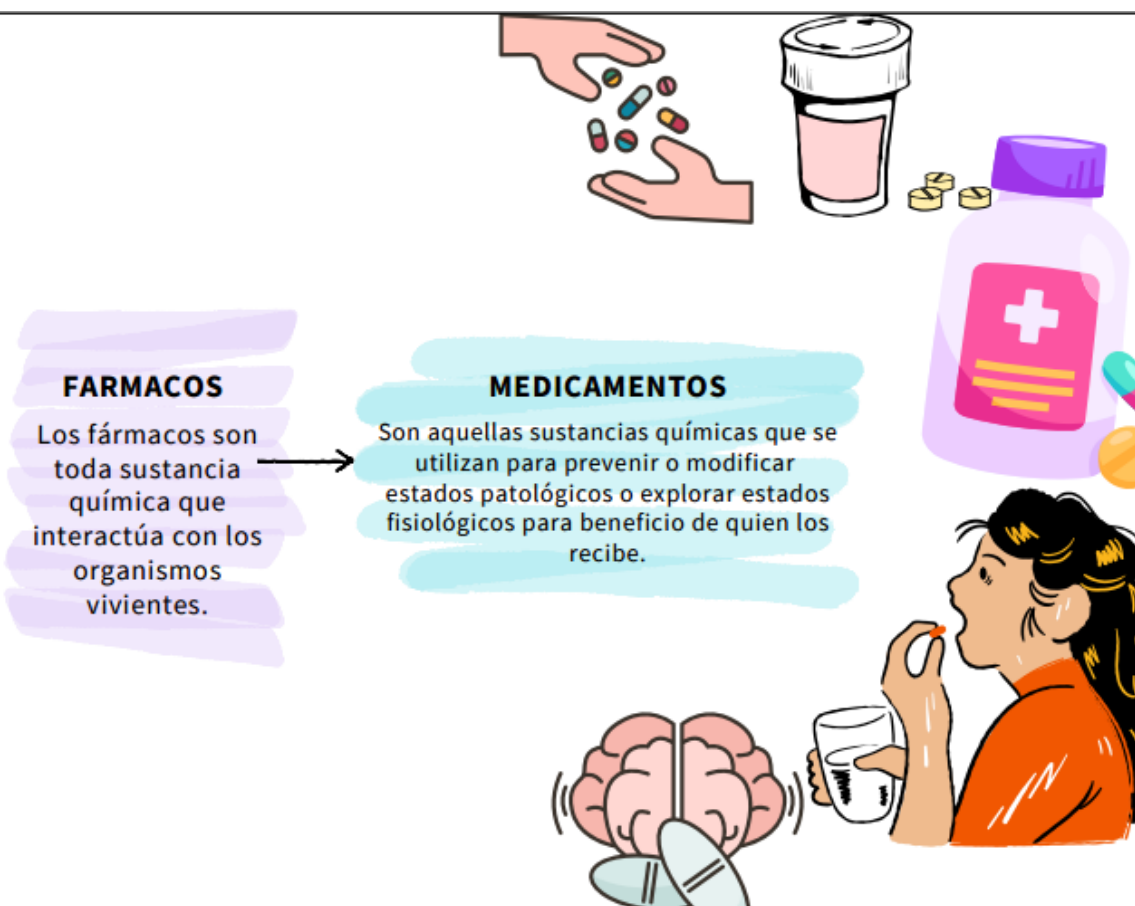 FARMACOS
Los fármacos son
toda sustancia
química que
interactúa con los
organismos
vivientes.
MEDICAMENTOS
Son aquellas sustancias químicas que se
utilizan para prevenir o modificar
estados patológicos o explorar estados
fisiológicos para beneficio de quien los
recibe.